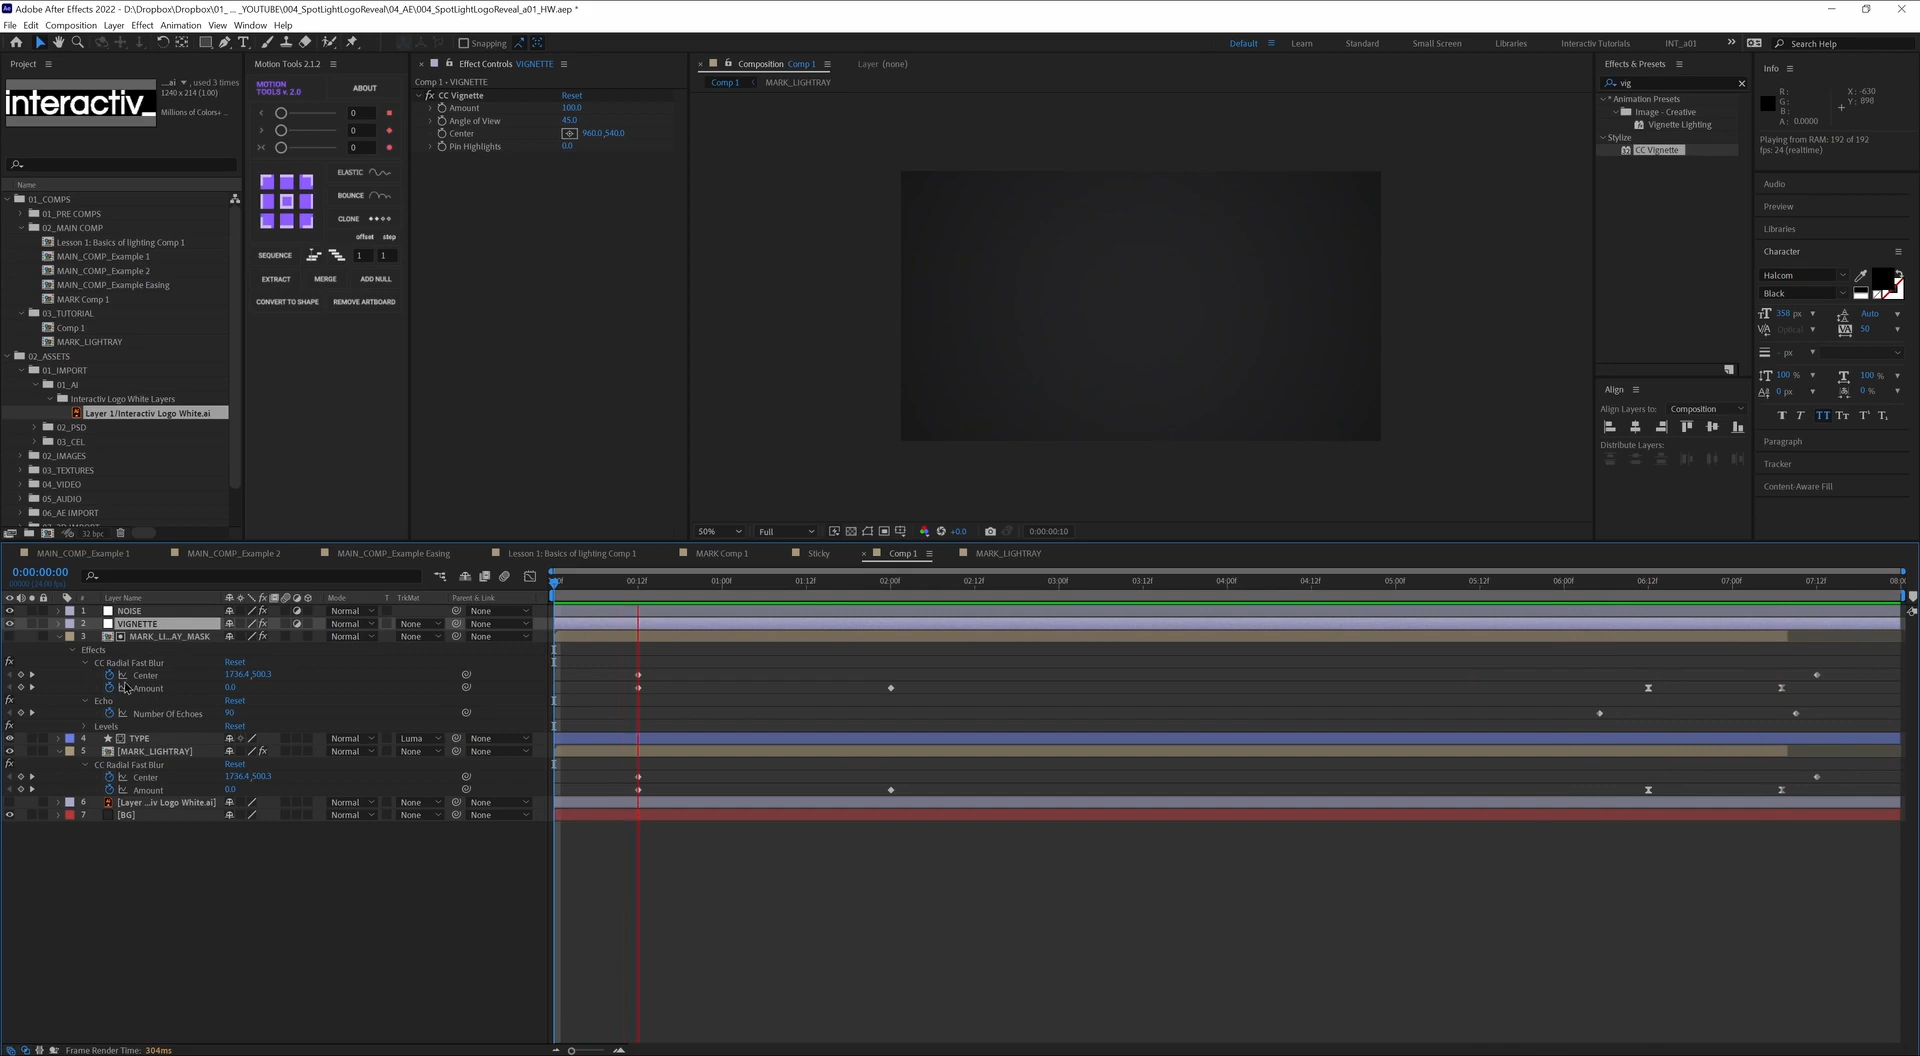 Adobe After Effects 2022 - D:\Dropbox\Dropbox\01_ ... _YOUTUBE\004_SpotLightLogoReveal\04_AE\004_SpotLightLogoReveal_a01_HW.aep *
File Edit Composition Layer Effect Animation View Window Help
Snapping
Default Learn Standard Small Screen Libraries Interactiv Tutorials INT_a01 Search Help
Project
....ai , used 3 times
1240 x 214 (1.00)
Millions of Colors+ ..
interactiv_
Name
01_COMPS
01_PRE COMPS
02_MAIN COMP
Lesson 1: Basics of lighting Comp 1
MAIN_COMP_Example 1
MAIN_COMP_Example 2
MAIN_COMP_Example Easing
MARK Comp 1
03_TUTORIAL
Comp 1
MARK_LIGHTRAY
02_ASSETS
01_IMPORT
01_AI
Interactiv Logo White Layers
Layer 1/Interactiv Logo White.ai
02_PSD
03_CEL
02_IMAGES
03_TEXTURES
04_VIDEO
05_AUDIO
06_AE IMPORT
32 bpc
Motion Tools 2.1.2
MOTION TOOLS v. 2.0
ABOUT
0
0
0
ELASTIC
BOUNCE
CLONE
offset step
SEQUENCE 1 1
EXTRACT MERGE ADD NULL
CONVERT TO SHAPE REMOVE ARTBOARD
Effect Controls VIGNETTE
Comp 1 • VIGNETTE
fx CC Vignette Reset
Amount 100.0
Angle of View 45.0
Center 960.0,540.0
Pin Highlights 0.0
Composition Comp 1 Layer (none)
Comp 1 MARK_LIGHTRAY
50% Full +0.0 0:00:00:10
Effects & Presets
vig
* Animation Presets
Image - Creative
Vignette Lighting
Stylize
CC Vignette
Align
Align Layers to: Composition
Distribute Layers:
Info
R :
G :
B :
A : 0.0000
X : -630
Y : 898
Playing from RAM: 192 of 192
fps: 24 (realtime)
Audio
Preview
Libraries
Character
Halcom
Black
358 px Auto
Optical 50
- px
100 % 100 %
0 px 0 %
Paragraph
Tracker
Content-Aware Fill
MAIN_COMP_Example 1 MAIN_COMP_Example 2 MAIN_COMP_Example Easing Lesson 1: Basics of lighting Comp 1 MARK Comp 1 Sticky Comp 1 MARK_LIGHTRAY
0:00:00:00
00000 (24.00 fps)
00:12f 01:00f 01:12f 02:00f 02:12f 03:00f 03:12f 04:00f 04:12f 05:00f 05:12f 06:00f 06:12f 07:00f 07:12f 08:00
# Layer Name Mode T TrkMat Parent & Link
1 NOISE Normal None
2 VIGNETTE Normal None None
3 MARK_LI...AY_MASK Normal None None
Effects
CC Radial Fast Blur Reset
Center 1736.4,500.3
Amount 0.0
Echo Reset
Number Of Echoes 90
Levels Reset
4 TYPE Normal Luma None
5 [MARK_LIGHTRAY] Normal None None
CC Radial Fast Blur Reset
Center 1736.4,500.3
Amount 0.0
6 [Layer ...iv Logo White.ai] Normal None None
7 [BG] Normal None None
Frame Render Time: 304ms